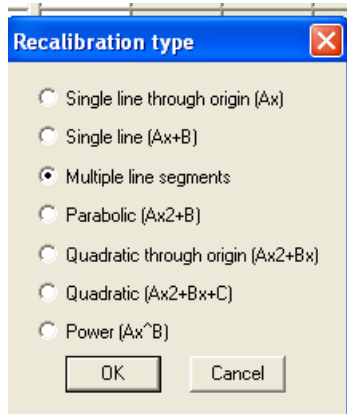 Recalibration type
Single line through origin (Ax)
Single line (Ax+B)
Multiple line segments
Parabolic (Ax2+B)
Quadratic through origin (Ax2+Bx)
Quadratic (Ax2+Bx+C)
Power (Ax^B)
OK Cancel